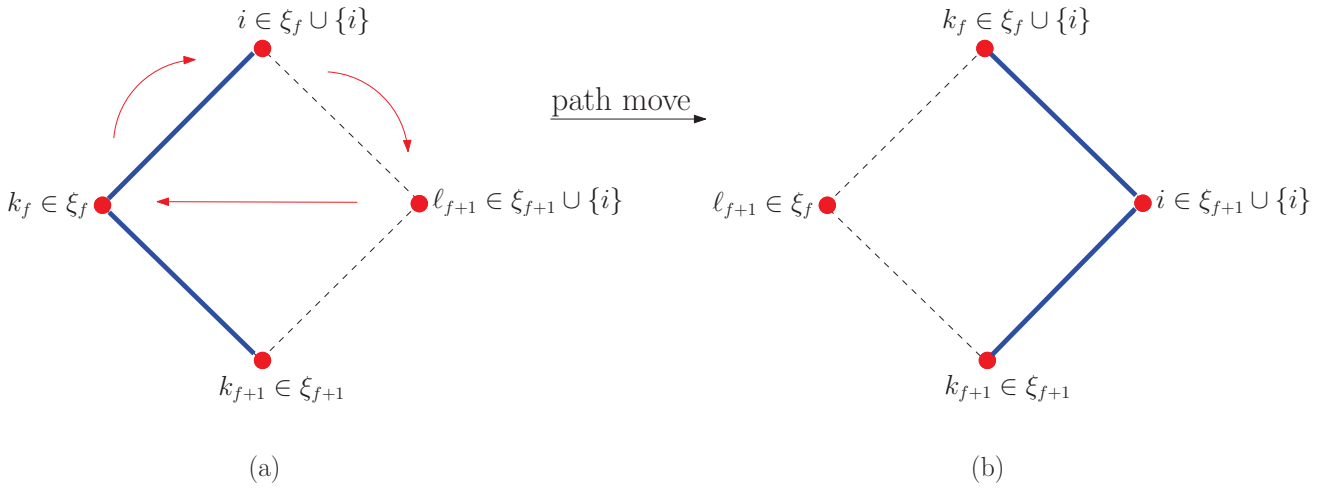 i ∈ ξ_f ∪ {i}
k_f ∈ ξ_f
ℓ_{f+1} ∈ ξ_{f+1} ∪ {i}
k_{f+1} ∈ ξ_{f+1}
(a)
path move
k_f ∈ ξ_f ∪ {i}
ℓ_{f+1} ∈ ξ_f
i ∈ ξ_{f+1} ∪ {i}
k_{f+1} ∈ ξ_{f+1}
(b)